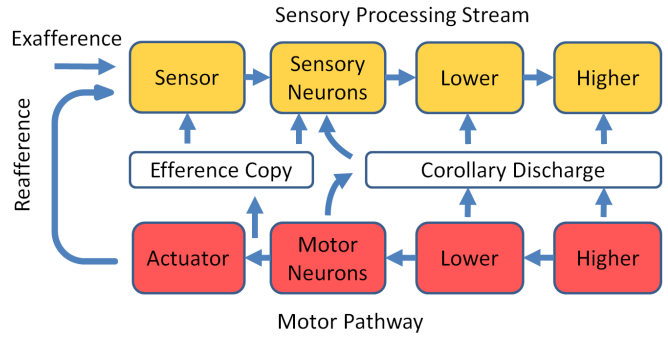 Sensory Processing Stream
Exafference
Sensor
Sensory
Neurons
Lower
Higher
Reafference
Efference Copy
Corollary Discharge
Actuator
Motor
Neurons
Lower
Higher
Motor Pathway